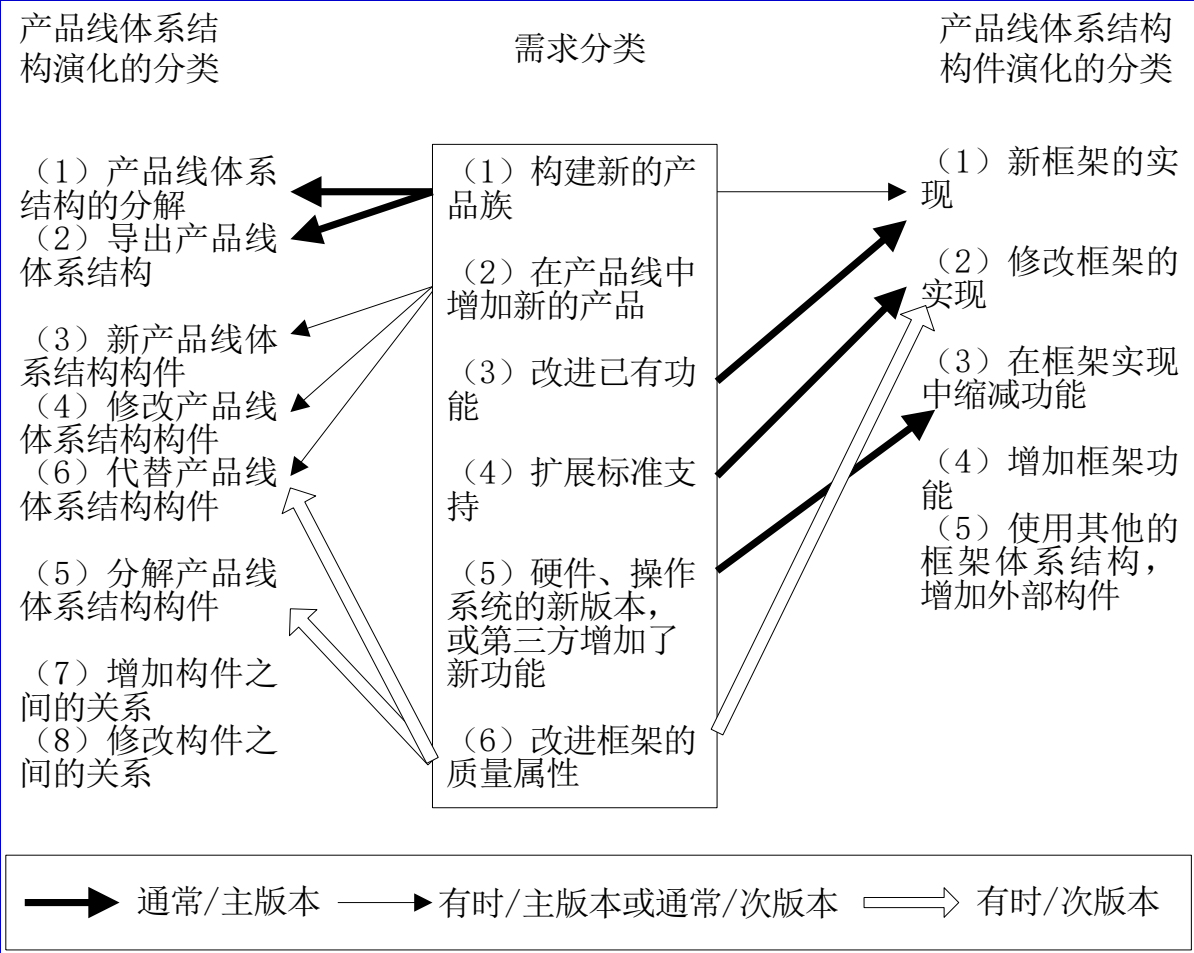 产品线体系结
构演化的分类
需求分类
产品线体系结构
构件演化的分类
（1）产品线体系
结构的分解
（2）导出产品线
体系结构
（3）新产品线体
系结构构件
（4）修改产品线
体系结构构件
（6）代替产品线
体系结构构件
（5）分解产品线
体系结构构件
（7）增加构件之
间的关系
（8）修改构件之
间的关系
（1）构建新的产
品族
（2）在产品线中
增加新的产品
（3）改进已有功
能
（4）扩展标准支
持
（5）硬件、操作
系统的新版本，
或第三方增加了
新功能
（6）改进框架的
质量属性
（1）新框架的实
现
（2）修改框架的
实现
（3）在框架实现
中缩减功能
（4）增加框架功
能
（5）使用其他的
框架体系结构，
增加外部构件
通常/主版本
有时/主版本或通常/次版本
有时/次版本